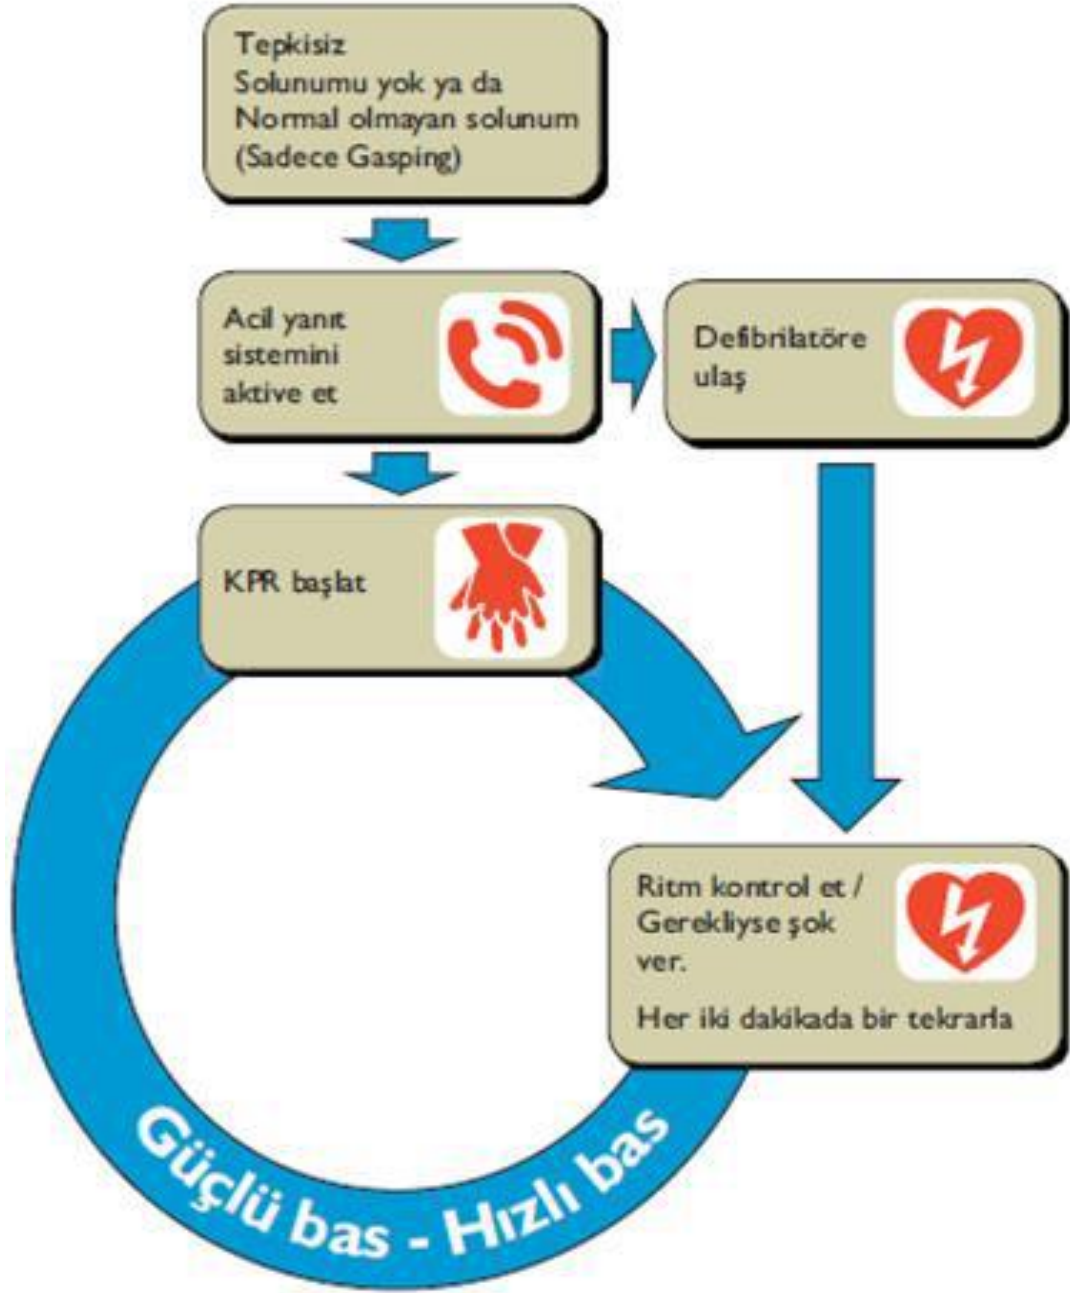 Tepkisiz
Solunumu yok ya da
Normal olmayan solunum
(Sadece Gasping)
Acil yanıt
sistemini
aktive et
Defibrilatöre
ulaş
KPR başlat
Ritm kontrol et /
Gerekliyse şok
ver.
Her iki dakikada bir tekrarla
Güçlü bas - Hızlı bas